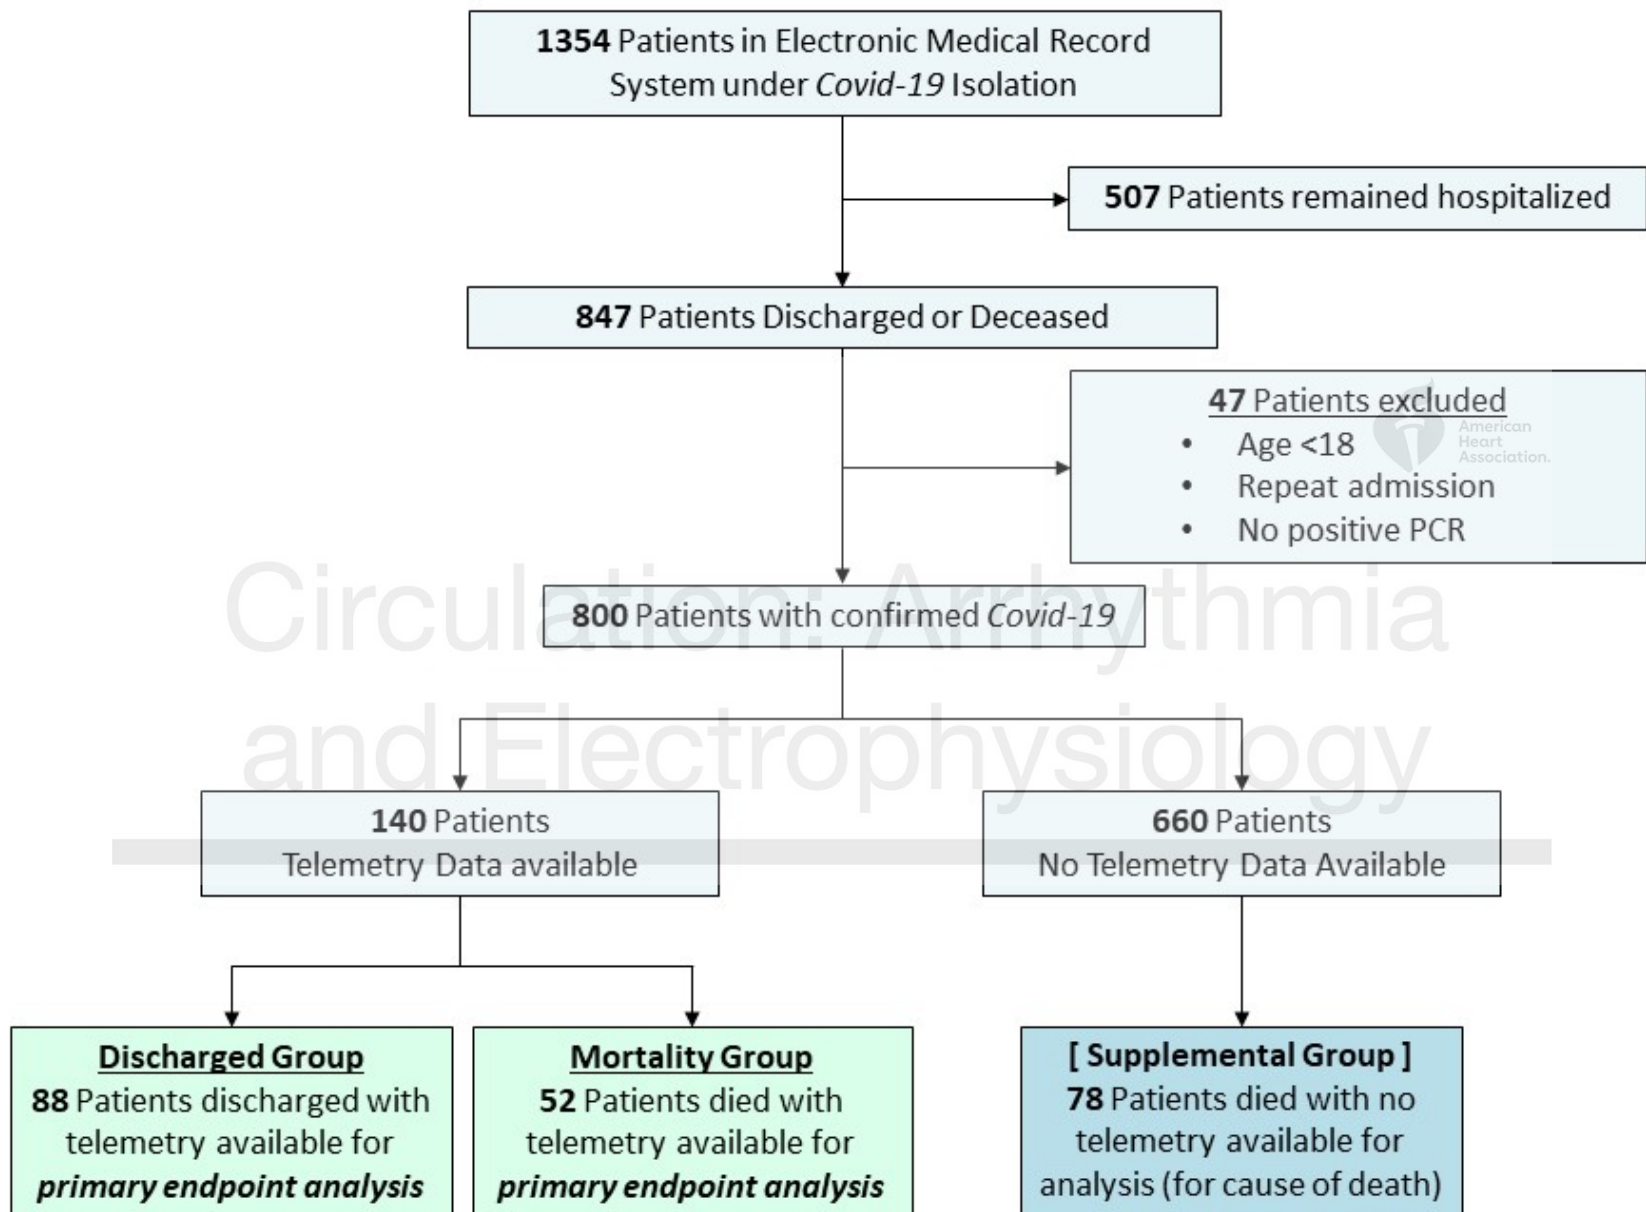 1354 Patients in Electronic Medical Record
System under Covid-19 Isolation
507 Patients remained hospitalized
847 Patients Discharged or Deceased
47 Patients excluded
• Age <18
• Repeat admission
• No positive PCR
American
Heart
Association.
800 Patients with confirmed Covid-19
Circulation: Arrhythmia
and Electrophysiology
140 Patients
Telemetry Data available
660 Patients
No Telemetry Data Available
Discharged Group
88 Patients discharged with
telemetry available for
primary endpoint analysis
Mortality Group
52 Patients died with
telemetry available for
primary endpoint analysis
[ Supplemental Group ]
78 Patients died with no
telemetry available for
analysis (for cause of death)